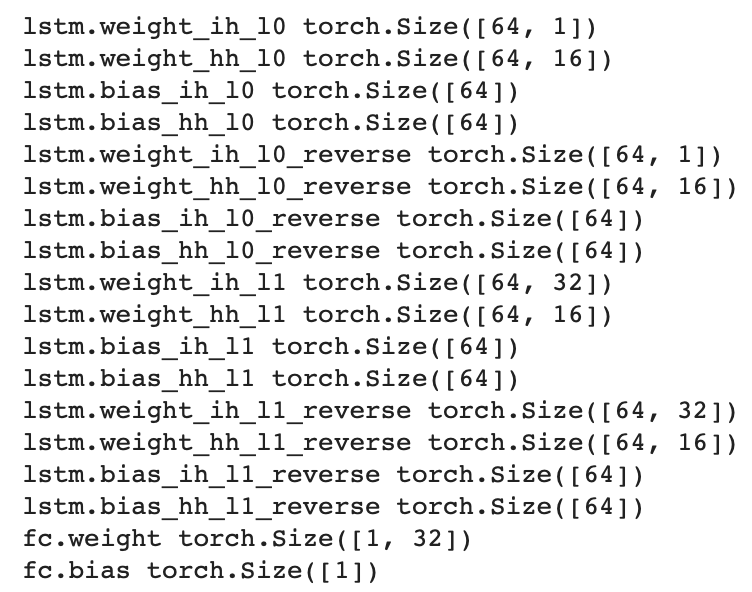 lstm.weight_ih_l0 torch.Size([64, 1])
lstm.weight_hh_l0 torch.Size([64, 16])
lstm.bias_ih_l0 torch.Size([64])
lstm.bias_hh_l0 torch.Size([64])
lstm.weight_ih_l0_reverse torch.Size([64, 1])
lstm.weight_hh_l0_reverse torch.Size([64, 16])
lstm.bias_ih_l0_reverse torch.Size([64])
lstm.bias_hh_l0_reverse torch.Size([64])
lstm.weight_ih_l1 torch.Size([64, 32])
lstm.weight_hh_l1 torch.Size([64, 16])
lstm.bias_ih_l1 torch.Size([64])
lstm.bias_hh_l1 torch.Size([64])
lstm.weight_ih_l1_reverse torch.Size([64, 32])
lstm.weight_hh_l1_reverse torch.Size([64, 16])
lstm.bias_ih_l1_reverse torch.Size([64])
lstm.bias_hh_l1_reverse torch.Size([64])
fc.weight torch.Size([1, 32])
fc.bias torch.Size([1])